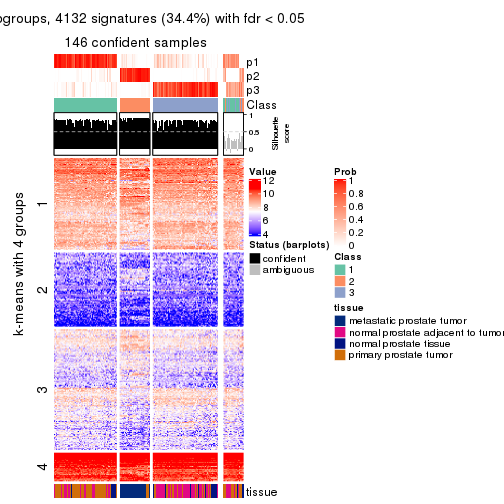 ogroups, 4132 signatures (34.4%) with fdr < 0.05
146 confident samples
p1
p2
p3
Class
1
0.5
0
Silhouette
score
k-means with 4 groups
1
2
3
4
tissue
Value
12
10
8
6
4
Status (barplots)
confident
ambiguous
Prob
1
0.8
0.6
0.4
0.2
0
Class
1
2
3
tissue
metastatic prostate tumor
normal prostate adjacent to tumor
normal prostate tissue
primary prostate tumor